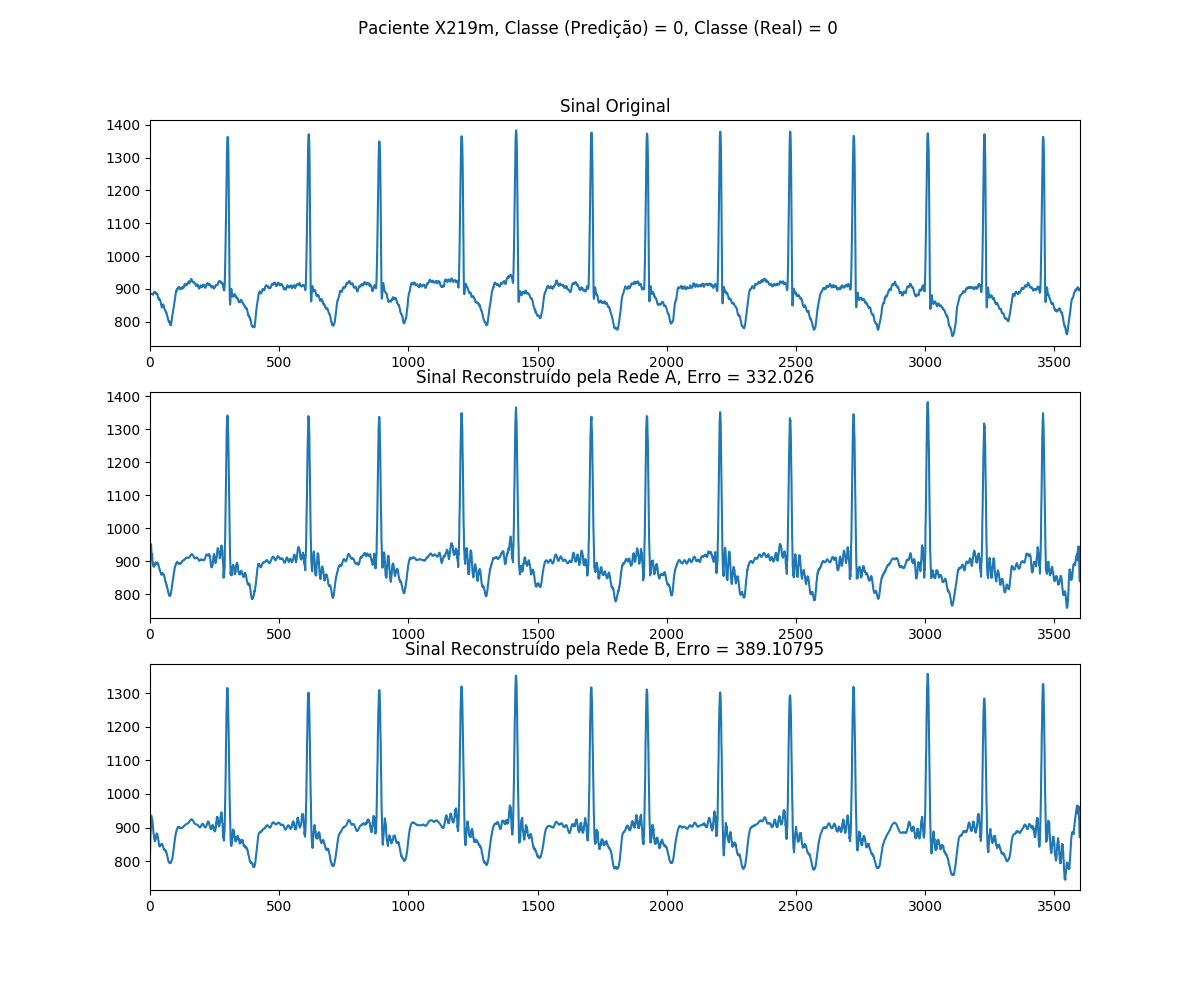 Paciente X219m, Classe (Predição) = 0, Classe (Real) = 0
Sinal Original
1400
1300
1200
1100
1000
900
800
0 500 1000 1500 2000 2500 3000 3500
Sinal Reconstruído pela Rede A, Erro = 332.026
1400
1300
1200
1100
1000
900
800
0 500 1000 1500 2000 2500 3000 3500
Sinal Reconstruído pela Rede B, Erro = 389.10795
1300
1200
1100
1000
900
800
0 500 1000 1500 2000 2500 3000 3500